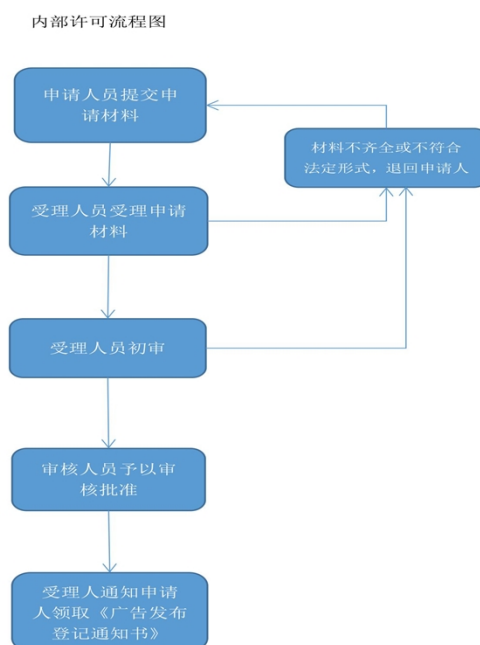 内部许可流程图
申请人员提交申
请材料
材料不齐全或不符合
法定形式，退回申请人
受理人员受理申请
材料
受理人员初审
审核人员予以审
核批准
受理人通知申请
人领取《广告发布
登记通知书》